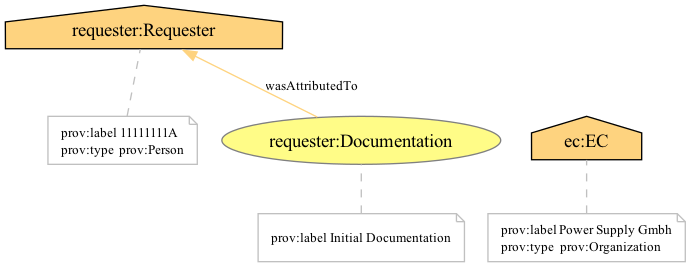 requester:Requester
wasAttributedTo
prov:label 11111111A
prov:type prov:Person
requester:Documentation
ec:EC
prov:label Initial Documentation
prov:label Power Supply Gmbh
prov:type prov:Organization